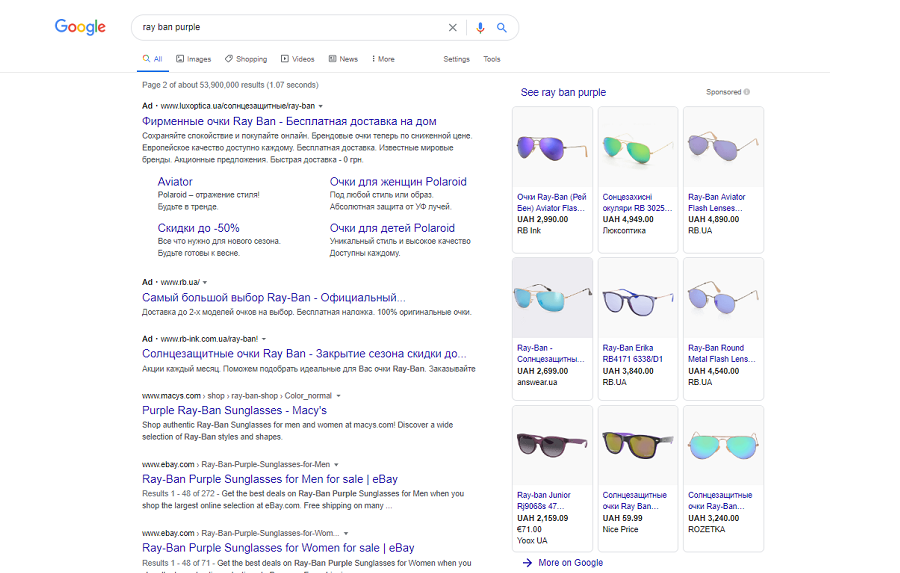 Google
ray ban purple
All
Images
Shopping
Videos
News
More
Settings
Tools
Page 2 of about 53,900,000 results (1.07 seconds)
Ad · www.luxoptica.ua/солнцезащитные/ray-ban
Фирменные очки Ray Ban - Бесплатная доставка на дом
Сохраняйте спокойствие и покупайте онлайн. Брендовые очки теперь по сниженной цене.
Европейское качество доступно каждому. Бесплатная доставка. Известные мировые
бренды. Акционные предложения. Быстрая доставка - 0 грн.
Aviator
Polaroid – отражение стиля!
Будьте в тренде.
Очки для женщин Polaroid
Под любой стиль или образ.
Абсолютная защита от УФ лучей.
Скидки до -50%
Все что нужно для нового сезона.
Будьте готовы к весне.
Очки для детей Polaroid
Уникальный стиль и высокое качество
Доступны каждому.
Ad · www.rb.ua/
Самый большой выбор Ray-Ban - Официальный...
Доставка до 2-х моделей очков на выбор. Бесплатная наложка. 100% оригинальные очки.
Ad · www.rb-ink.com.ua/ray-ban!
Солнцезащитные очки Ray Ban - Закрытие сезона скидки до...
Акции каждый месяц. Поможем подобрать идеальные для Вас очки Ray-Ban. Заказывайте
www.macys.com › shop › ray-ban-shop › Color_normal
Purple Ray-Ban Sunglasses - Macy's
Shop authentic Ray-Ban Sunglasses for men and women at macys.com! Discover a wide
selection of Ray-Ban styles and shapes.
www.ebay.com › Ray-Ban-Purple-Sunglasses-for-Men
Ray-Ban Purple Sunglasses for Men for sale | eBay
Results 1 - 48 of 272 - Get the best deals on Ray-Ban Purple Sunglasses for Men when you
shop the largest online selection at eBay.com. Free shipping on many ...
www.ebay.com › Ray-Ban-Purple-Sunglasses-for-Wom...
Ray-Ban Purple Sunglasses for Women for sale | eBay
Results 1 - 48 of 71 - Get the best deals on Ray-Ban Purple Sunglasses for Women when
See ray ban purple
Sponsored
Очки Ray-Ban (Рей
Бен) Aviator Flas...
UAH 2,990.00
RB Ink
Сонцезахисні
окуляри RB 3025...
UAH 4,949.00
Люксоптика
Ray-Ban Aviator
Flash Lenses...
UAH 4,890.00
RB.UA
Ray-Ban -
Солнцезащитны...
UAH 2,699.00
answear.ua
Ray-Ban Erika
RB4171 6338/D1
UAH 3,840.00
RB.UA
Ray-Ban Round
Metal Flash Lens...
UAH 4,540.00
RB.UA
Ray-ban Junior
Rj9068s 47...
UAH 2,159.09
€71.00
Yoox UA
Солнцезащитные
очки Ray Ban...
UAH 59.99
Nice Price
Солнцезащитные
очки Ray-Ban...
UAH 3,240.00
ROZETKA
More on Google